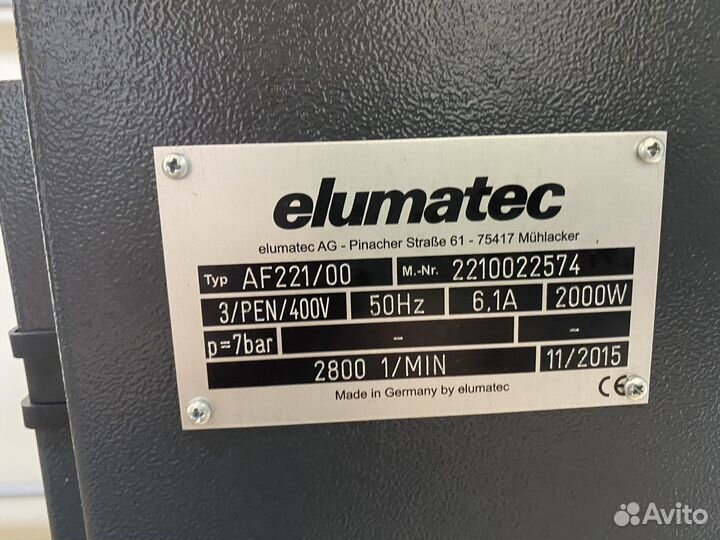 elumatec
elumatec AG - Pinacher Straße 61 - 75417 Mühlacker
Typ AF221/00 M.-Nr. 2210022574
3/PEN/400V 50Hz 6,1A 2000W
p=7bar - -
2800 1/MIN 11/2015
Made in Germany by elumatec CE
Avito